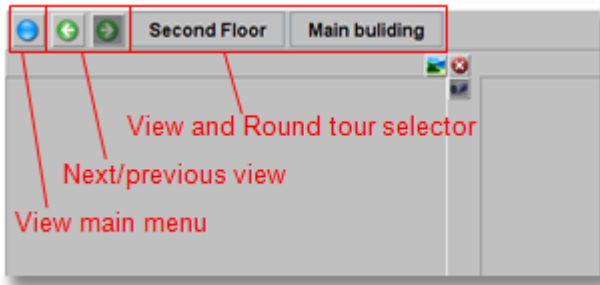 Second Floor Main buliding
View and Round tour selector
Next/previous view
View main menu